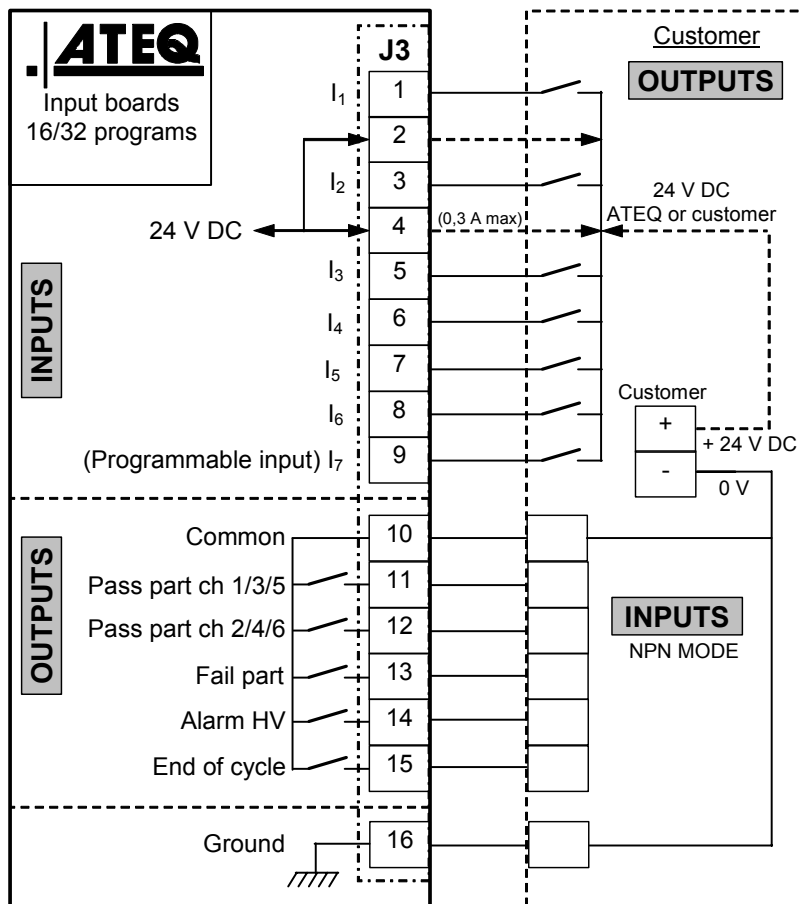 ATEQ
Input boards
16/32 programs
J3
Customer
OUTPUTS
I1
1
2
I2
3
24 V DC
4
(0,3 A max)
24 V DC
ATEQ or customer
INPUTS
I3
5
I4
6
I5
7
I6
8
(Programmable input) I7
9
Customer
+
+ 24 V DC
-
0 V
OUTPUTS
Common
10
Pass part ch 1/3/5
11
Pass part ch 2/4/6
12
INPUTS
NPN MODE
Fail part
13
Alarm HV
14
End of cycle
15
Ground
16